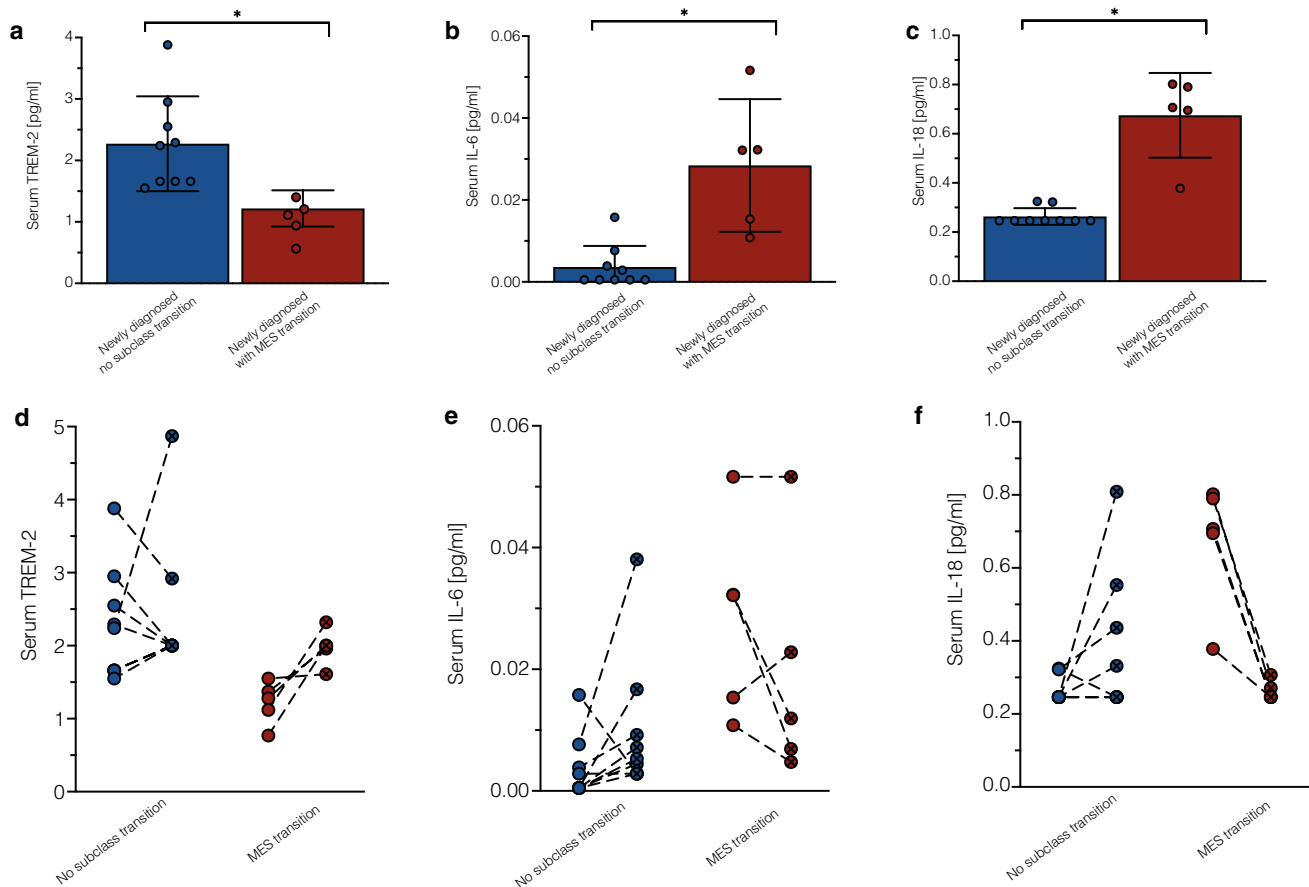 a
*
Serum TREM-2 [pg/ml]
4
3
2
1
0
Newly diagnosed
no subclass transition
Newly diagnosed
with MES transition
b
*
Serum IL-6 [pg/ml]
0.06
0.04
0.02
0.00
Newly diagnosed
no subclass transition
Newly diagnosed
with MES transition
c
*
Serum IL-18 [pg/ml]
1.0
0.8
0.6
0.4
0.2
0.0
Newly diagnosed
no subclass transition
Newly diagnosed
with MES transition
d
Serum TREM-2
5
4
3
2
1
0
No subclass transition
MES transition
e
Serum IL-6 [pg/ml]
0.06
0.04
0.02
0.00
No subclass transition
MES transition
f
Serum IL-18 [pg/ml]
1.0
0.8
0.6
0.4
0.2
0.0
No subclass transition
MES transition